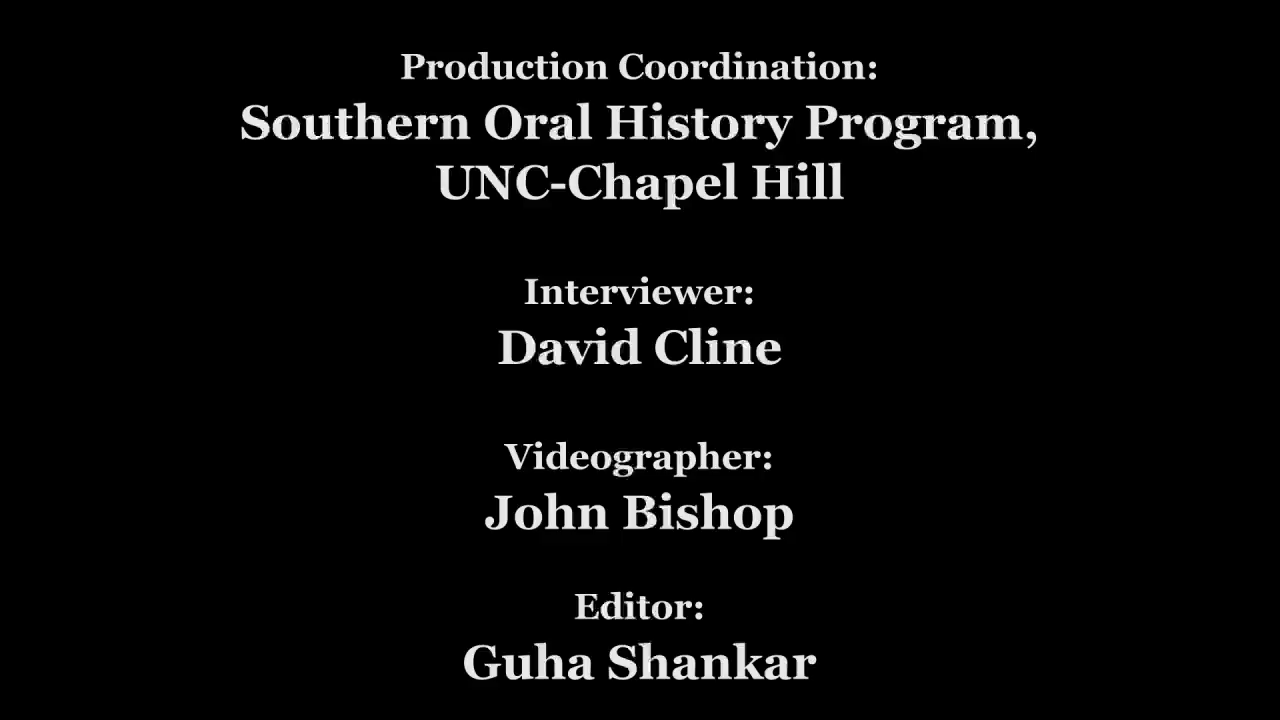 Production Coordination:
Southern Oral History Program,
UNC-Chapel Hill
Interviewer:
David Cline
Videographer:
John Bishop
Editor:
Guha Shankar